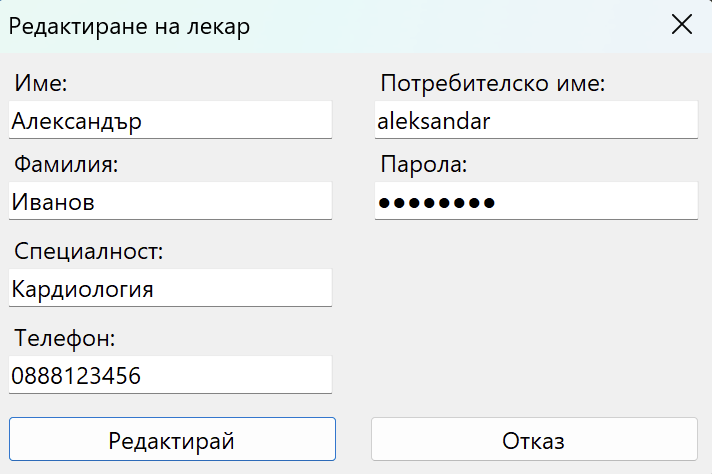 Редактиране на лекар
Име:
Александър
Потребителско име:
aleksandar
Фамилия:
Иванов
Парола:
●●●●●●●●
Специалност:
Кардиология
Телефон:
0888123456
Редактирай
Отказ